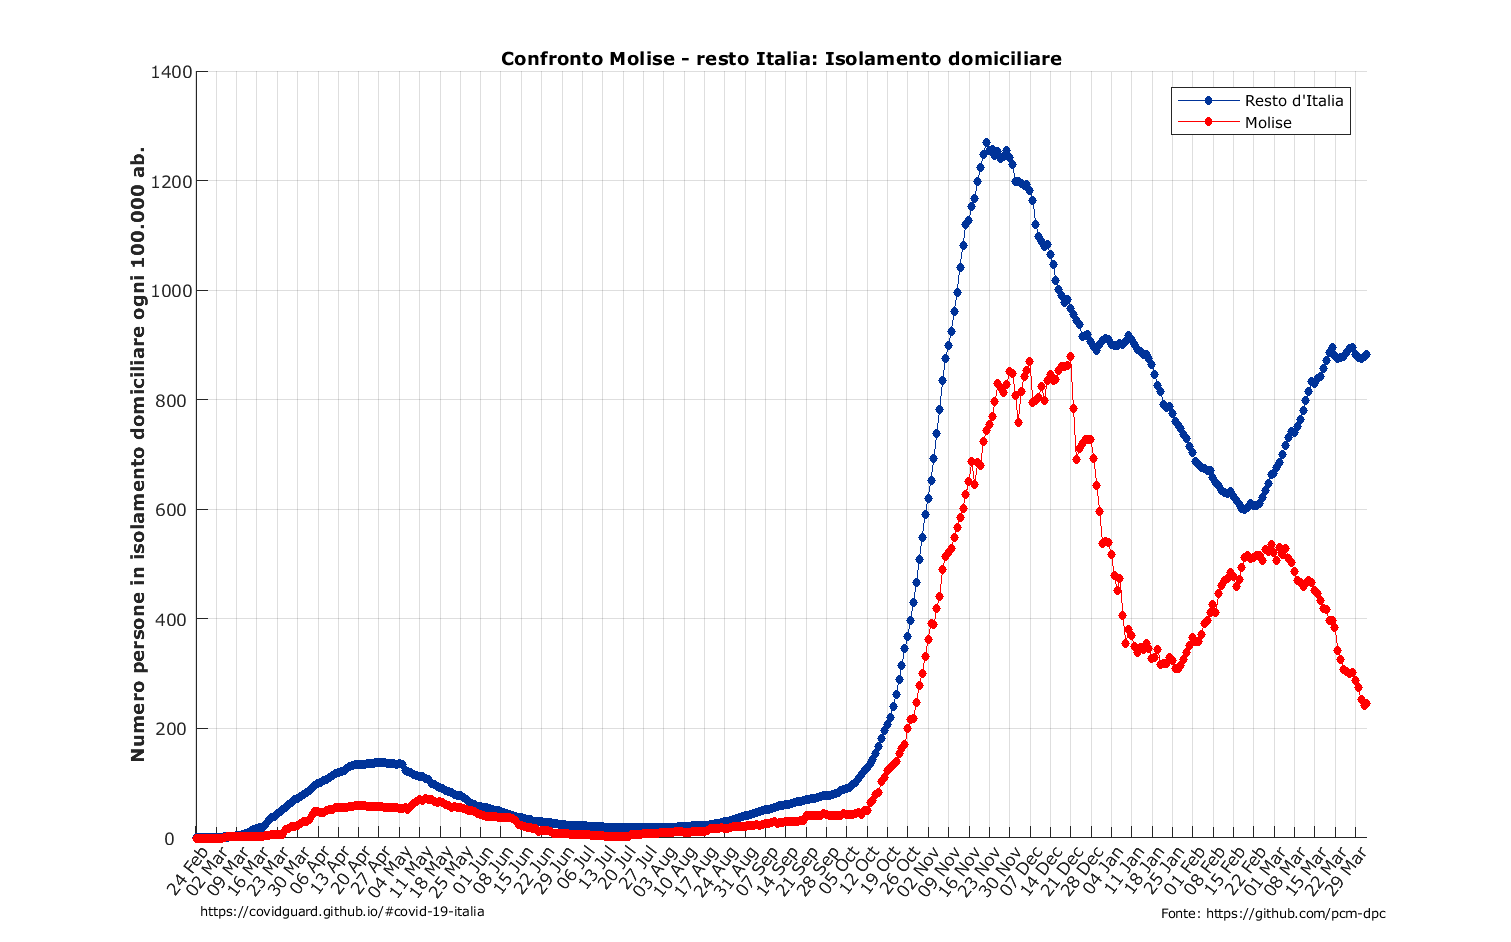 Confronto Molise - resto Italia: Isolamento domiciliare
Numero persone in isolamento domiciliare ogni 100.000 ab.
1400
1200
1000
800
600
400
200
0
Resto d'Italia
Molise
24 Feb
02 Mar
09 Mar
16 Mar
23 Mar
30 Mar
06 Apr
13 Apr
20 Apr
27 Apr
04 May
11 May
18 May
25 May
01 Jun
08 Jun
15 Jun
22 Jun
29 Jun
06 Jul
13 Jul
20 Jul
27 Jul
03 Aug
10 Aug
17 Aug
24 Aug
31 Aug
07 Sep
14 Sep
21 Sep
28 Sep
05 Oct
12 Oct
19 Oct
26 Oct
02 Nov
09 Nov
16 Nov
23 Nov
30 Nov
07 Dec
14 Dec
21 Dec
28 Dec
04 Jan
11 Jan
18 Jan
25 Jan
01 Feb
08 Feb
15 Feb
22 Feb
01 Mar
08 Mar
15 Mar
22 Mar
29 Mar
https://covidguard.github.io/#covid-19-italia
Fonte: https://github.com/pcm-dpc